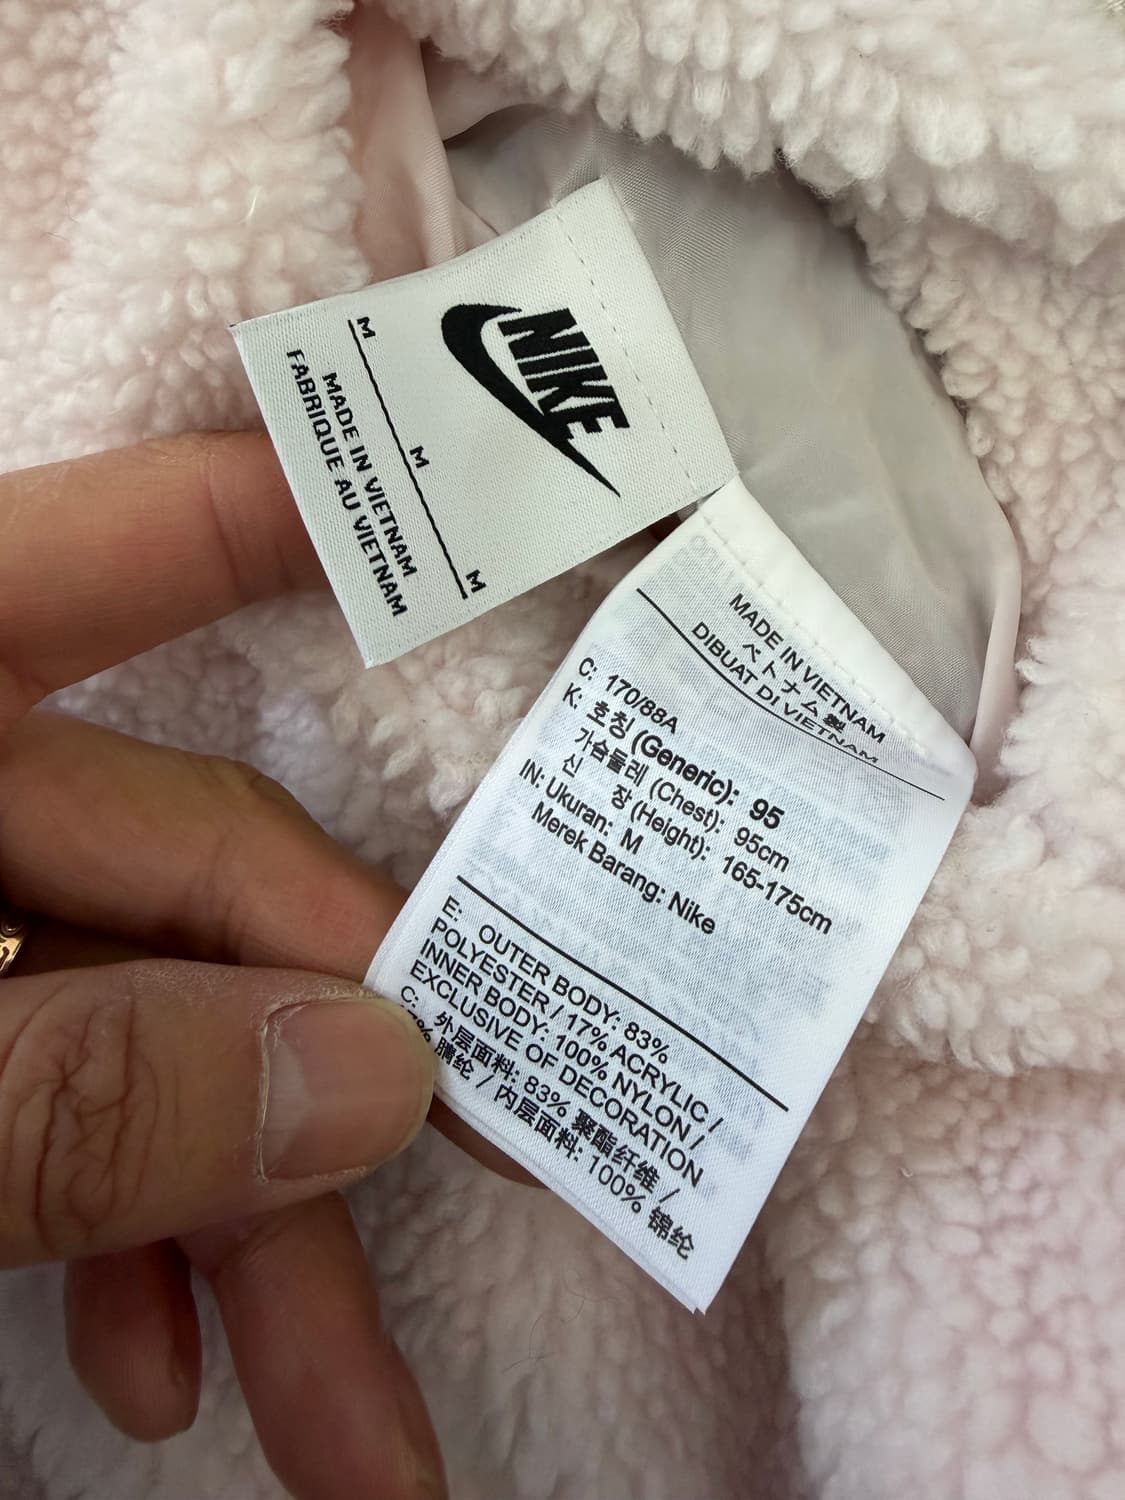 NIKE
M
M
M
MADE IN VIETNAM
FABRIQUE AU VIETNAM
MADE IN VIETNAM
ベトナム製
DIBUAT DI VIETNAM
C: 170/88A
K: 호칭 (Generic): 95
가슴둘레 (Chest): 95cm
신 장 (Height): 165-175cm
IN: Ukuran: M
Merek Barang: Nike
E: OUTER BODY: 83%
POLYESTER / 17% ACRYLIC /
INNER BODY: 100% NYLON /
EXCLUSIVE OF DECORATION
C: 外层面料: 83% 聚酯纤维 /
腈纶 / 内层面料: 100% 锦纶